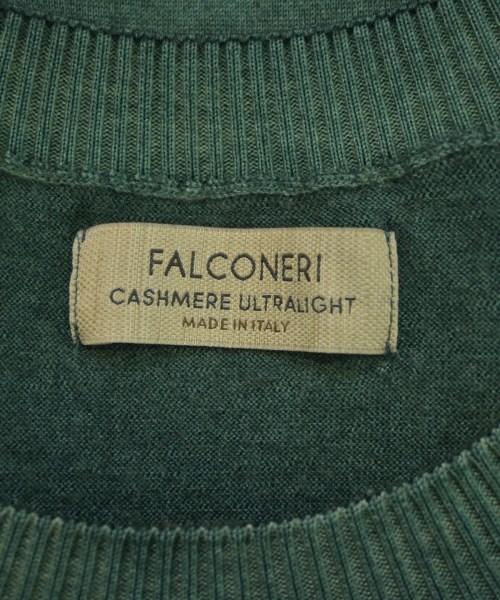 FALCONERI
CASHMERE ULTRALIGHT
MADE IN ITALY